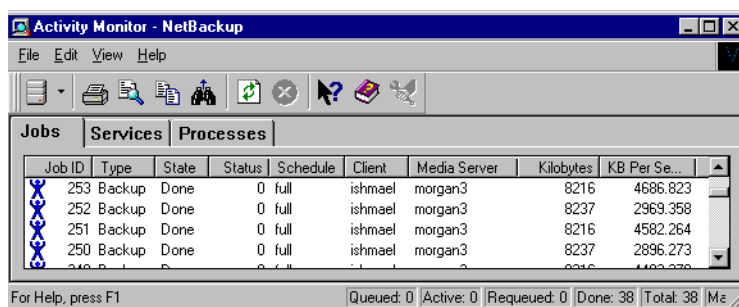 Activity Monitor - NetBackup
File Edit View Help
Jobs Services Processes
Job ID Type State Status Schedule Client Media Server Kilobytes KB Per Se...
253 Backup Done 0 full ishmael morgan3 8216 4686.823
252 Backup Done 0 full ishmael morgan3 8237 2969.358
251 Backup Done 0 full ishmael morgan3 8216 4582.264
250 Backup Done 0 full ishmael morgan3 8237 2896.273
For Help, press F1 Queued: 0 Active: 0 Requeued: 0 Done: 38 Total: 38 Ma